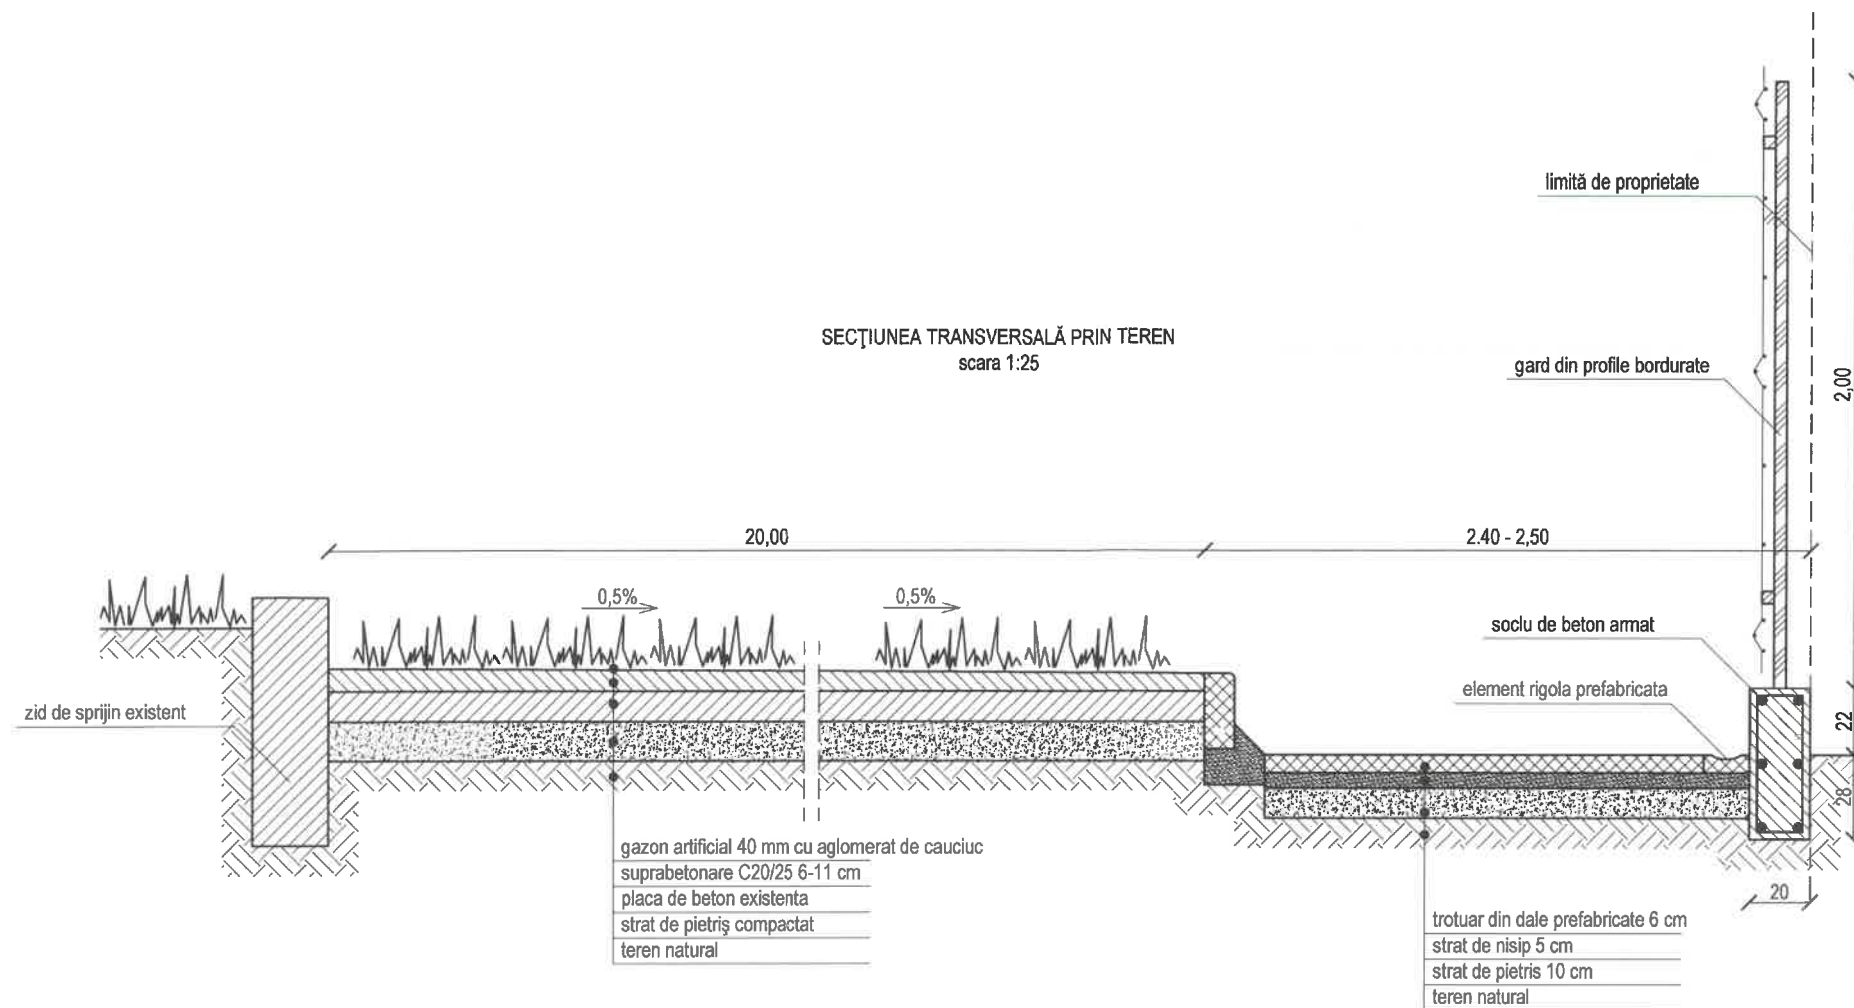 limită de proprietate
SECŢIUNEA TRANSVERSALĂ PRIN TEREN
scara 1:25
gard din profile bordurate
2,00
20,00
2.40 - 2,50
0,5%
0,5%
soclu de beton armat
element rigola prefabricata
zid de sprijin existent
22
28
gazon artificial 40 mm cu aglomerat de cauciuc
suprabetonare C20/25 6-11 cm
placa de beton existenta
strat de pietriş compactat
teren natural
20
trotuar din dale prefabricate 6 cm
strat de nisip 5 cm
strat de pietris 10 cm
teren natural